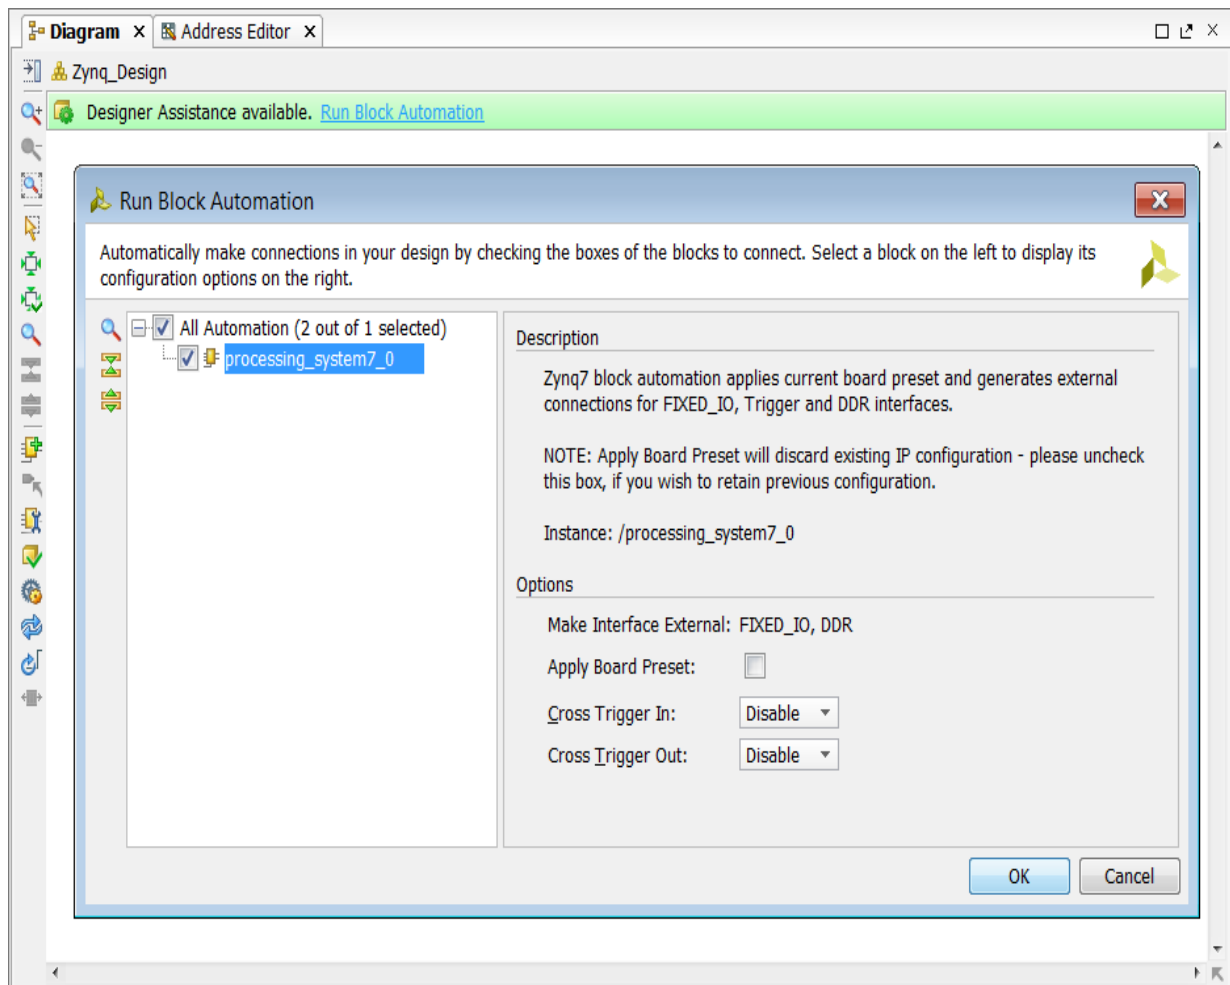 Diagram X Address Editor X
Zynq_Design
Designer Assistance available. Run Block Automation
Run Block Automation
Automatically make connections in your design by checking the boxes of the blocks to connect. Select a block on the left to display its
configuration options on the right.
All Automation (2 out of 1 selected)
processing_system7_0
Description
Zynq7 block automation applies current board preset and generates external
connections for FIXED_IO, Trigger and DDR interfaces.
NOTE: Apply Board Preset will discard existing IP configuration - please uncheck
this box, if you wish to retain previous configuration.
Instance: /processing_system7_0
Options
Make Interface External: FIXED_IO, DDR
Apply Board Preset:
Cross Trigger In: Disable
Cross Trigger Out: Disable
OK Cancel